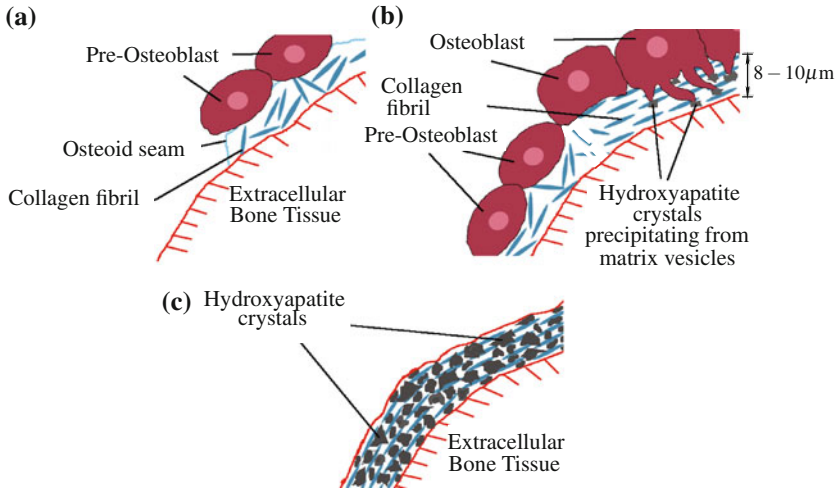 (a)
Pre-Osteoblast
Osteoid seam
Collagen fibril
Extracellular
Bone Tissue
(b)
Osteoblast
Collagen
fibril
Pre-Osteoblast
8 – 10μm
Hydroxyapatite
crystals
precipitating from
matrix vesicles
(c)
Hydroxyapatite
crystals
Extracellular
Bone Tissue